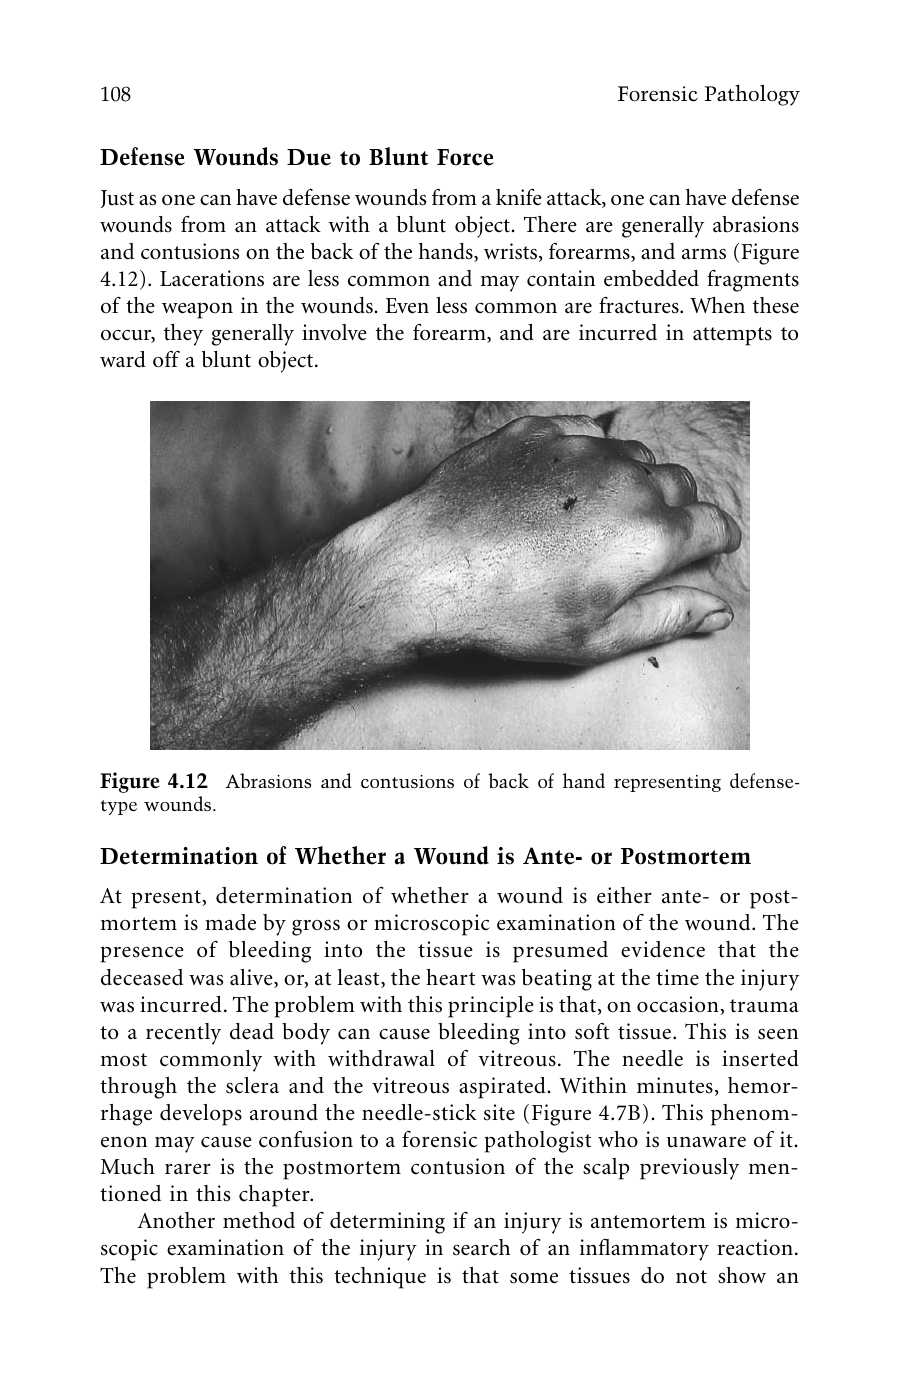 108 Forensic Pathology
Defense Wounds Due to Blunt Force
Just as one can have defense wounds from a knife attack, one can have defense
wounds from an attack with a blunt object. There are generally abrasions
and contusions on the back of the hands, wrists, forearms, and arms (Figure
4.12). Lacerations are less common and may contain embedded fragments
of the weapon in the wounds. Even less common are fractures. When these
occur, they generally involve the forearm, and are incurred in attempts to
ward off a blunt object.
Figure 4.12 Abrasions and contusions of back of hand representing defense-
type wounds.
Determination of Whether a Wound is Ante- or Postmortem
At present, determination of whether a wound is either ante- or post-
mortem is made by gross or microscopic examination of the wound. The
presence of bleeding into the tissue is presumed evidence that the
deceased was alive, or, at least, the heart was beating at the time the injury
was incurred. The problem with this principle is that, on occasion, trauma
to a recently dead body can cause bleeding into soft tissue. This is seen
most commonly with withdrawal of vitreous. The needle is inserted
through the sclera and the vitreous aspirated. Within minutes, hemor-
rhage develops around the needle-stick site (Figure 4.7B). This phenom-
enon may cause confusion to a forensic pathologist who is unaware of it.
Much rarer is the postmortem contusion of the scalp previously men-
tioned in this chapter.
Another method of determining if an injury is antemortem is micro-
scopic examination of the injury in search of an inflammatory reaction.
The problem with this technique is that some tissues do not show an